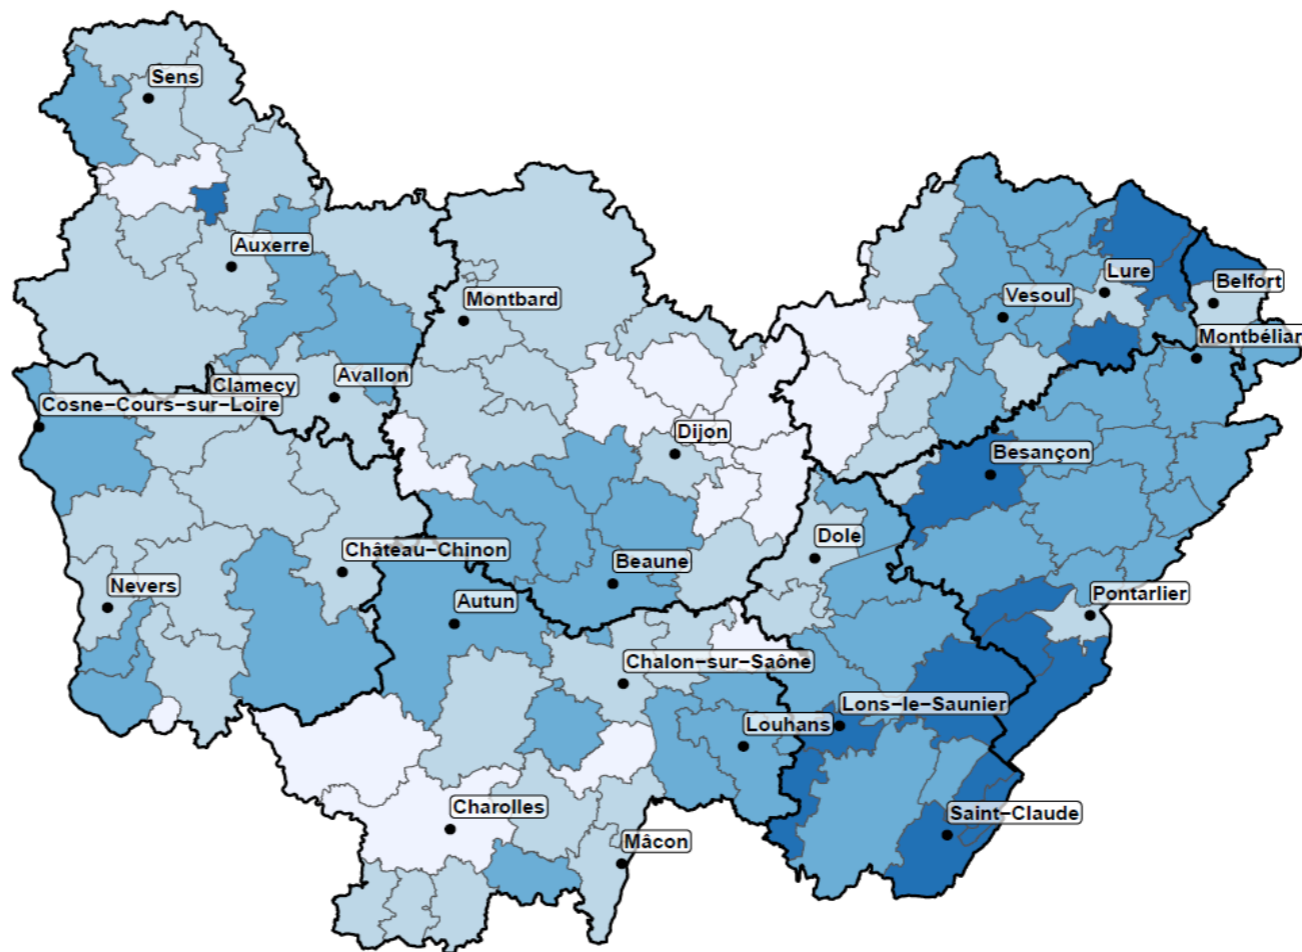 Sens
Auxerre
Montbard
Lure
Belfort
Vesoul
Montbéliar
Clamecy
Avallon
Cosne−Cours−sur−Loire
Dijon
Besançon
Château−Chinon
Dole
Nevers
Beaune
Autun
Pontarlier
Chalon−sur−Saône
Lons−le−Saunier
Louhans
Charolles
Saint−Claude
Mâcon